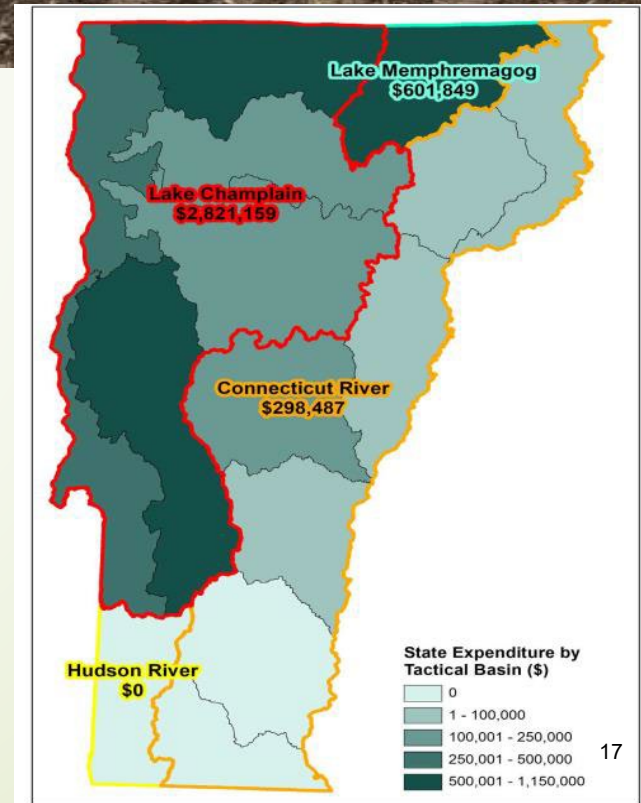 Lake Memphremagog
$601,849
Lake Champlain
$2,821,159
Connecticut River
$298,487
Hudson River
$0
State Expenditure by
Tactical Basin ($)
0
1 - 100,000
100,001 - 250,000
250,001 - 500,000
500,001 - 1,150,000
17